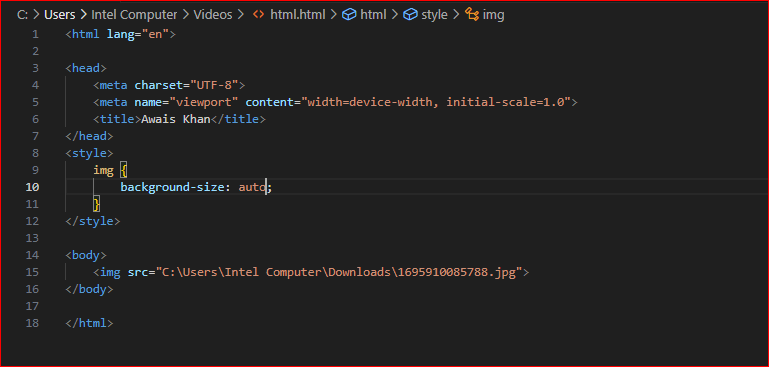 C: > Users > Intel Computer > Videos > <> html.html > html > style > img
1 <html lang="en">
2
3 <head>
4 <meta charset="UTF-8">
5 <meta name="viewport" content="width=device-width, initial-scale=1.0">
6 <title>Awais Khan</title>
7 </head>
8 <style>
9 img {
10 background-size: auto;
11 }
12 </style>
13
14 <body>
15 <img src="C:\Users\Intel Computer\Downloads\1695910085788.jpg">
16 </body>
17
18 </html>